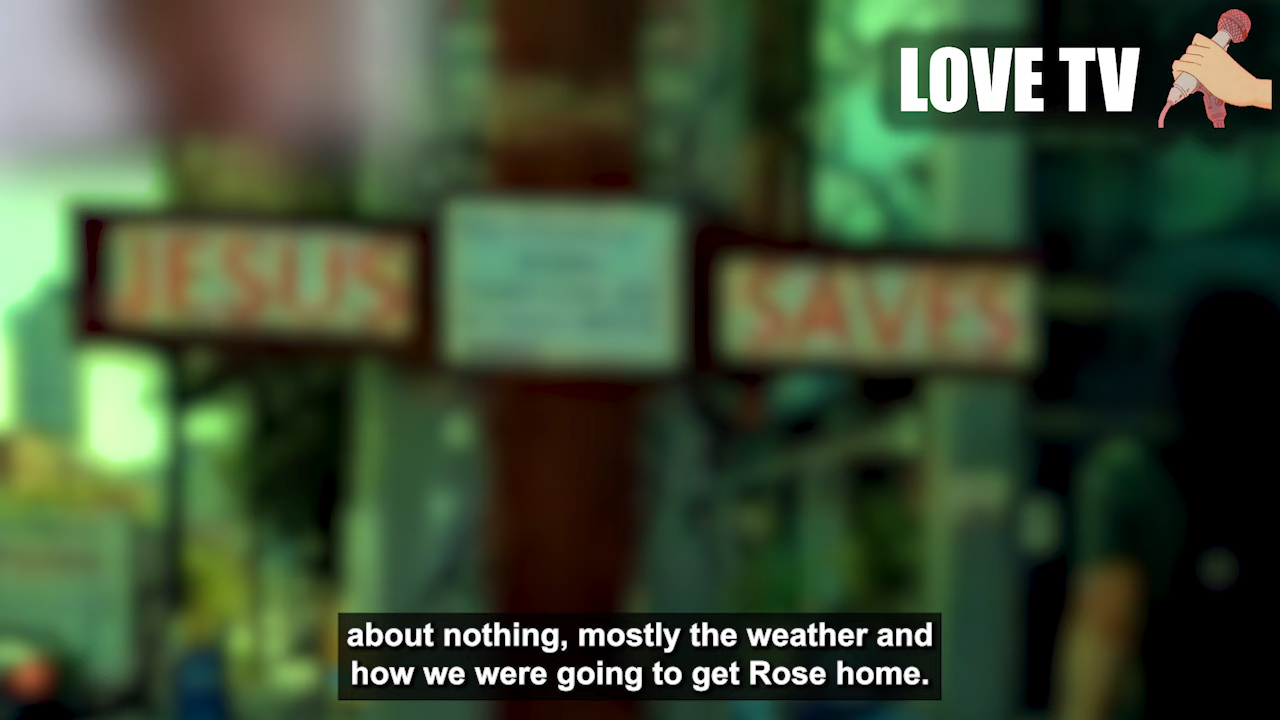 LOVE TV
JESUS
SAVES
about nothing, mostly the weather and
how we were going to get Rose home.